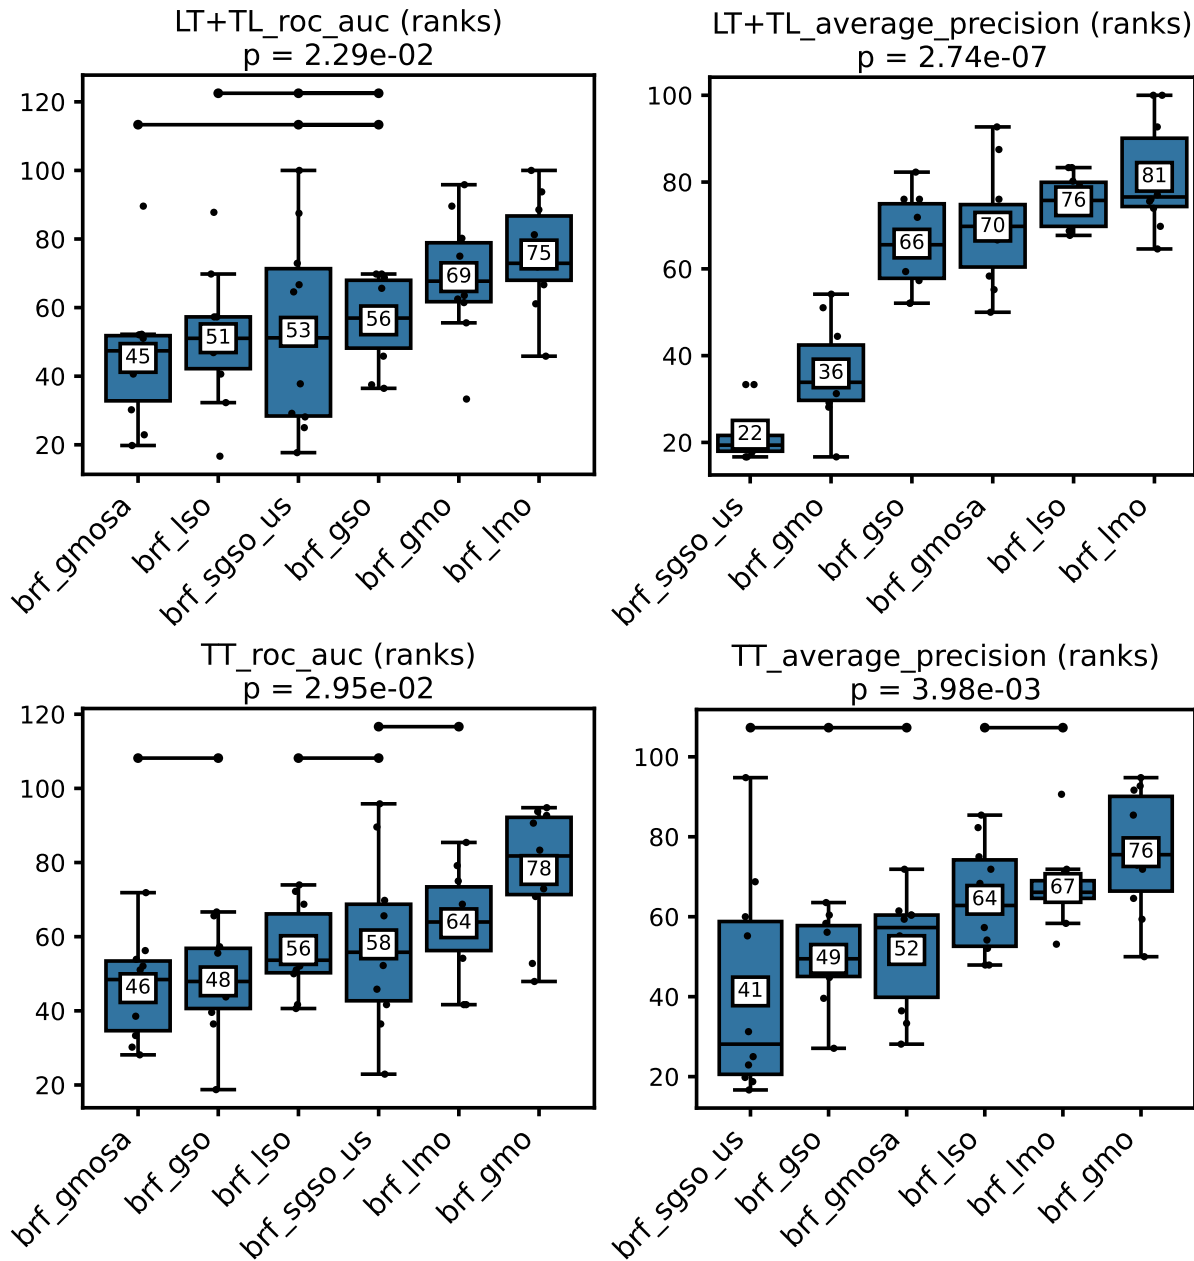 LT+TL_roc_auc (ranks)
p = 2.29e-02
120
100
80
60
40
20
45
51
53
56
69
75
brf_gmosa
brf_lso
brf_sgso_us
brf_gso
brf_gmo
brf_lmo
LT+TL_average_precision (ranks)
p = 2.74e-07
100
80
60
40
20
22
36
66
70
76
81
brf_sgso_us
brf_gmo
brf_gso
brf_gmosa
brf_lso
brf_lmo
TT_roc_auc (ranks)
p = 2.95e-02
120
100
80
60
40
20
46
48
56
58
64
78
brf_gmosa
brf_gso
brf_lso
brf_sgso_us
brf_lmo
brf_gmo
TT_average_precision (ranks)
p = 3.98e-03
100
80
60
40
20
41
49
52
64
67
76
brf_sgso_us
brf_gso
brf_gmosa
brf_lso
brf_lmo
brf_gmo